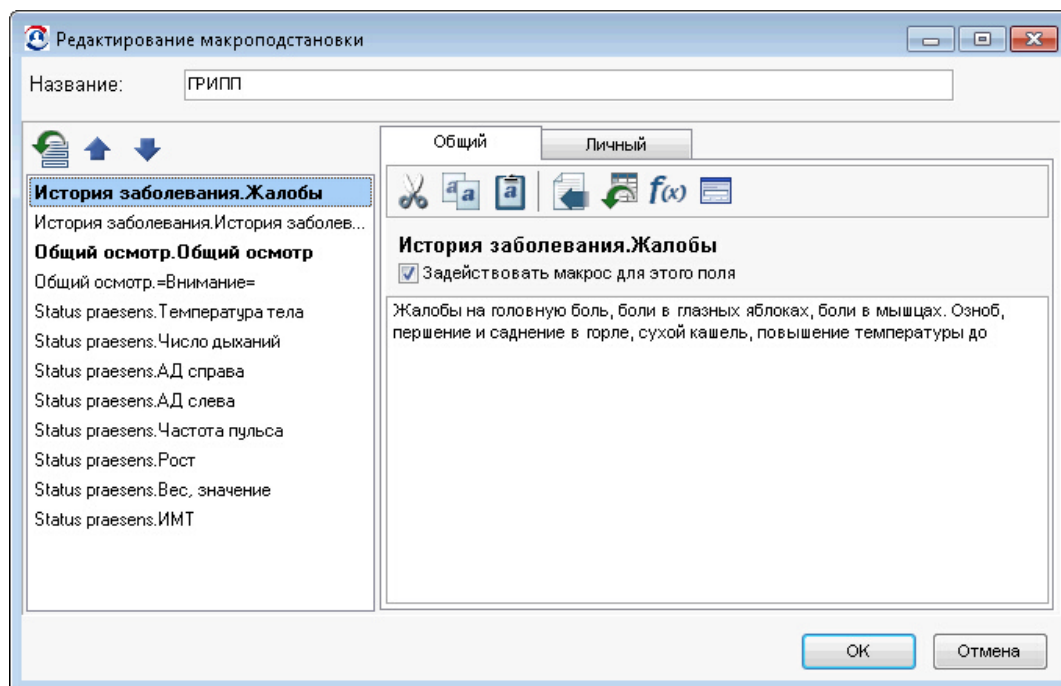 Редактирование макроподстановки
Название: ГРИПП
Общий Личный
История заболевания.Жалобы
История заболевания.История заболев...
Общий осмотр.Общий осмотр
Общий осмотр.=Внимание=
Status praesens.Температура тела
Status praesens.Число дыханий
Status praesens.АД справа
Status praesens.АД слева
Status praesens.Частота пульса
Status praesens.Рост
Status praesens.Вес, значение
Status praesens.ИМТ
a a a f(x)
История заболевания.Жалобы
Задействовать макрос для этого поля
Жалобы на головную боль, боли в глазных яблоках, боли в мышцах. Озноб,
першение и саднение в горле, сухой кашель, повышение температуры до
OK Отмена